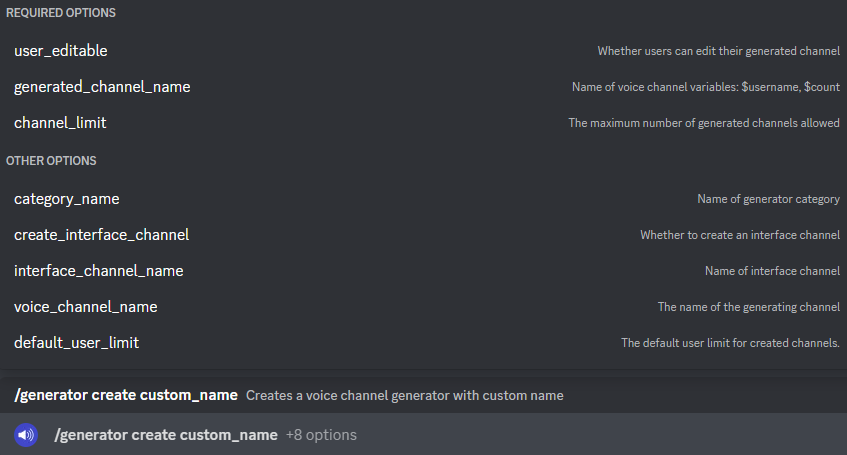 REQUIRED OPTIONS
user_editable Whether users can edit their generated channel
generated_channel_name Name of voice channel variables: $username, $count
channel_limit The maximum number of generated channels allowed
OTHER OPTIONS
category_name Name of generator category
create_interface_channel Whether to create an interface channel
interface_channel_name Name of interface channel
voice_channel_name The name of the generating channel
default_user_limit The default user limit for created channels.
/generator create custom_name Creates a voice channel generator with custom name
/generator create custom_name +8 options